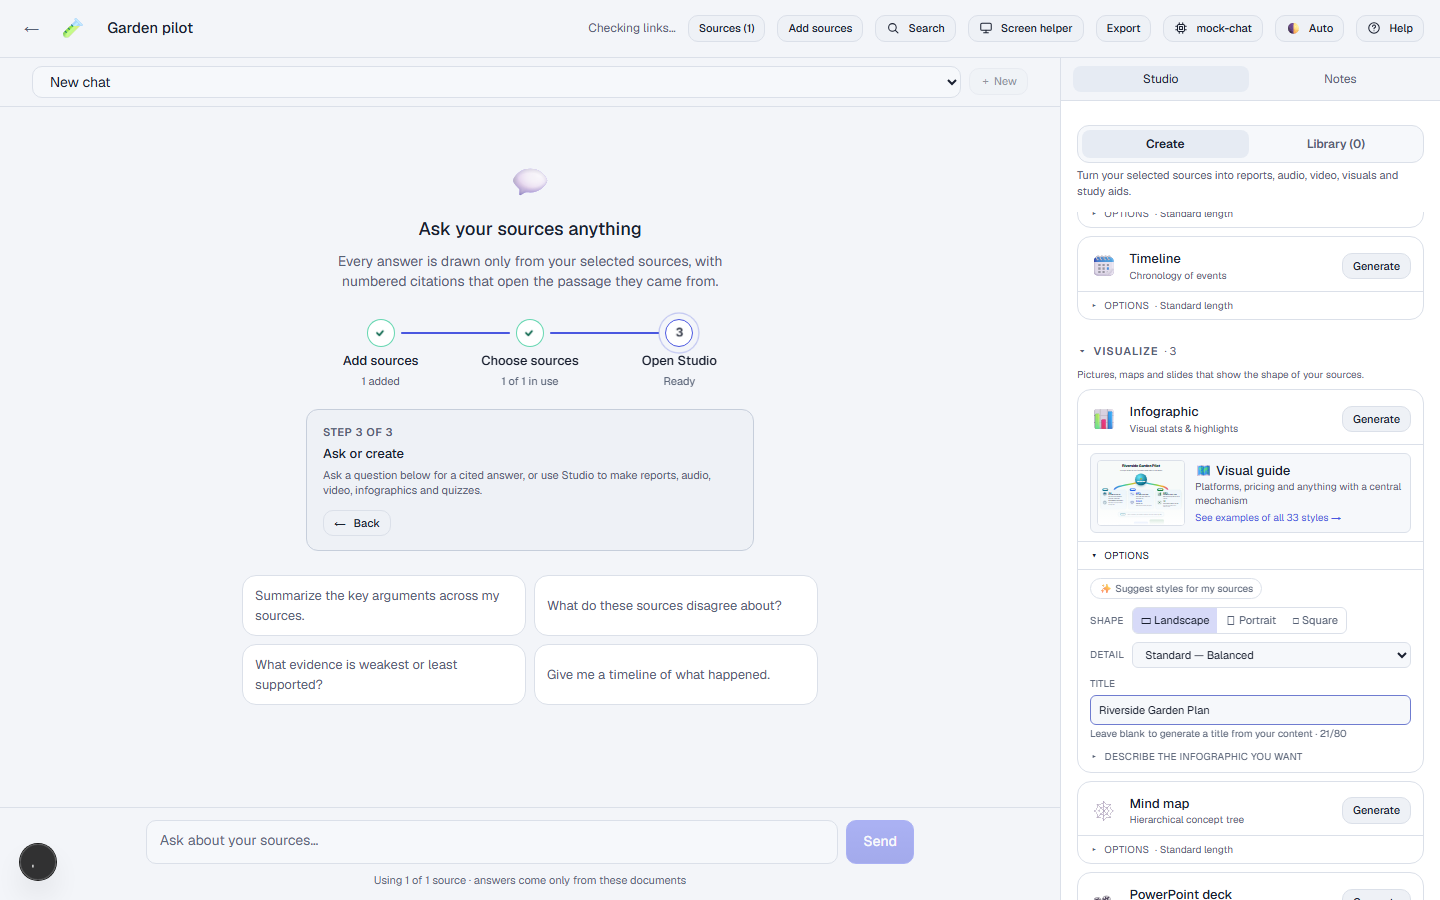 ← Garden pilot
Checking links...
Sources (1)
Add sources
Search
Screen helper
Export
mock-chat
Auto
Help
New chat
+ New
Ask your sources anything
Every answer is drawn only from your selected sources, with
numbered citations that open the passage they came from.
3
Add sources
Choose sources
Open Studio
1 added
1 of 1 in use
Ready
STEP 3 OF 3
Ask or create
Ask a question below for a cited answer, or use Studio to make reports, audio,
video, infographics and quizzes.
← Back
Summarize the key arguments across my
sources.
What do these sources disagree about?
What evidence is weakest or least
supported?
Give me a timeline of what happened.
Ask about your sources...
Send
Using 1 of 1 source · answers come only from these documents
Studio
Notes
Create
Library (0)
Turn your selected sources into reports, audio, video, visuals and
study aids.
OPTIONS · Standard length
Timeline
Chronology of events
Generate
OPTIONS · Standard length
VISUALIZE · 3
Pictures, maps and slides that show the shape of your sources.
Infographic
Visual stats & highlights
Generate
Riverside Garden Pilot
Visual guide
Platforms, pricing and anything with a central
mechanism
See examples of all 33 styles →
OPTIONS
Suggest styles for my sources
SHAPE
Landscape
Portrait
Square
DETAIL
Standard — Balanced
TITLE
Riverside Garden Plan
Leave blank to generate a title from your content · 21/80
DESCRIBE THE INFOGRAPHIC YOU WANT
Mind map
Hierarchical concept tree
Generate
OPTIONS · Standard length
PowerPoint deck